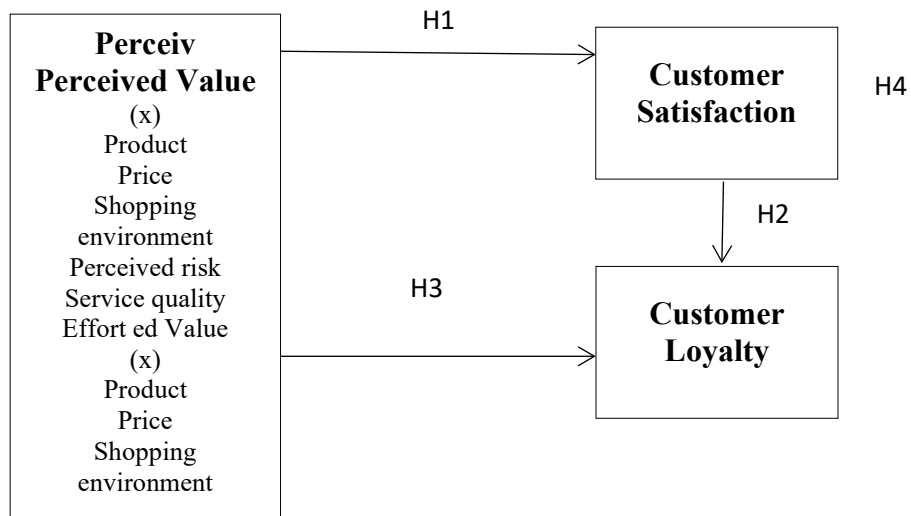 H1
Perceiv
Perceived Value
(x)
Product
Price
Shopping
environment
Perceived risk
Service quality
Effort ed Value
(x)
Product
Price
Shopping
environment
Customer
Satisfaction
H4
H2
H3
Customer
Loyalty